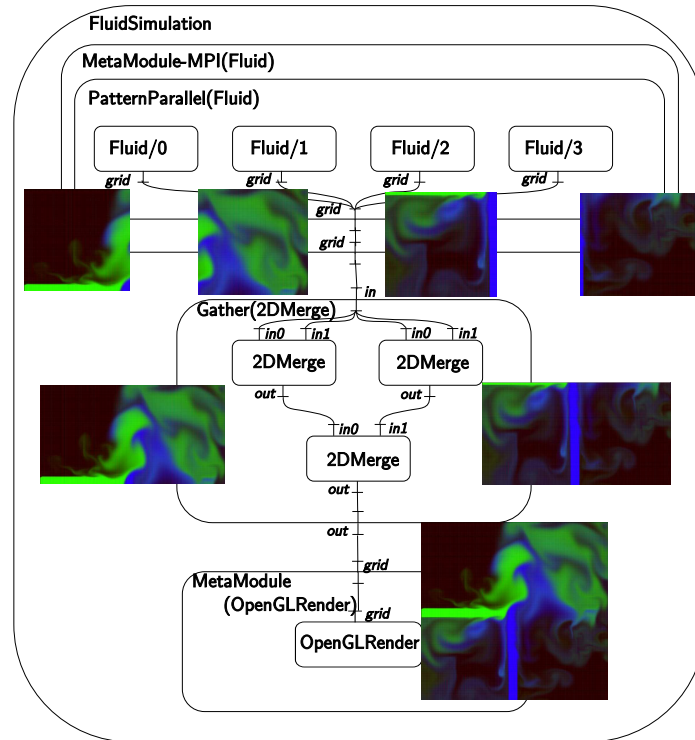 FluidSimulation
MetaModule-MPI(Fluid)
PatternParallel(Fluid)
Fluid/0 Fluid/1 Fluid/2 Fluid/3
grid grid grid grid
grid
grid
in
Gather(2DMerge)
in0 in1 in0 in1
2DMerge 2DMerge
out out
in0 in1
2DMerge
out
out
grid
MetaModule
(OpenGLRender)
grid
OpenGLRender